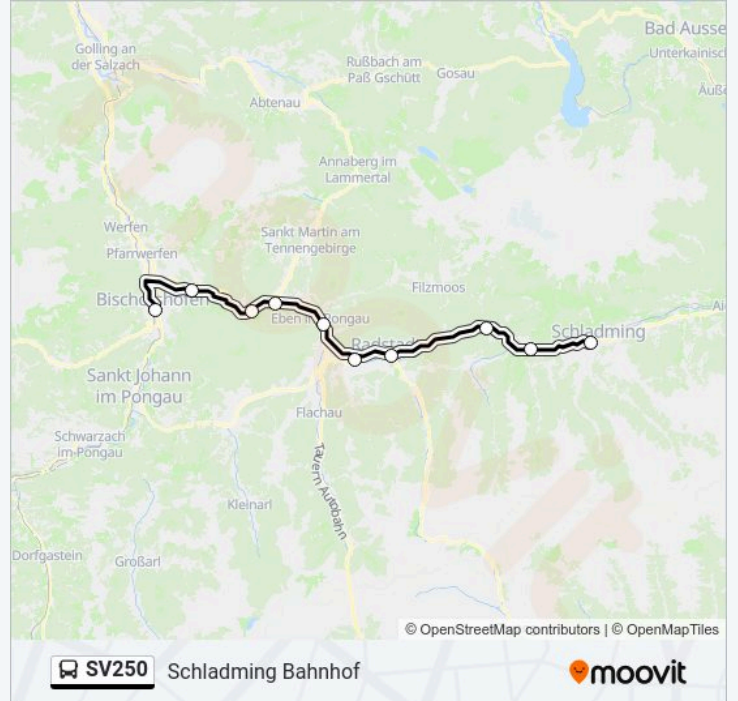 Bad Ausse
Golling an
der Salzach
Unterkainisch
Rußbach am
Paß Gschütt
Gosau
Abtenau
Annaberg im
Lammertal
Werfen
Sankt Martin am
Tennengebirge
Pfarrwerfen
Filzmoos
Bischofshofen
Eben im Pongau
Schladming
Radstadt
Sankt Johann
im Pongau
Flachau
Schwarzach
im-Pongau
Tauern Autobahn
Kleinarl
Dorfgastein
Großarl
© OpenStreetMap contributors | © OpenMapTiles
SV250 Schladming Bahnhof
moovit